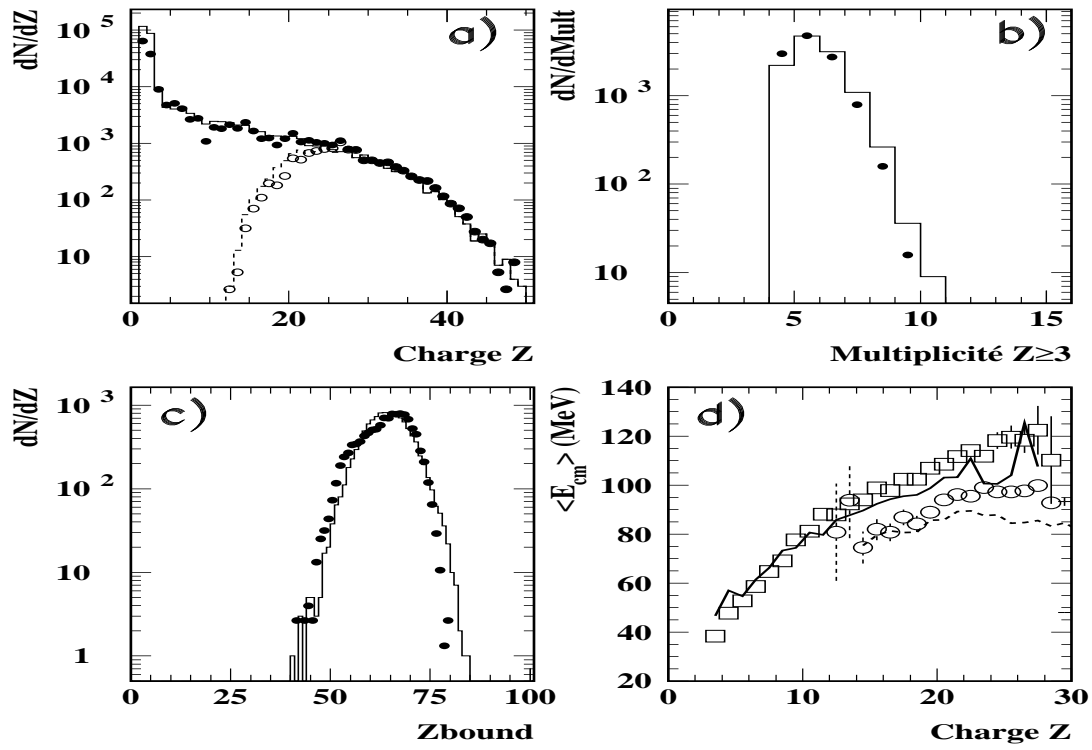 dN/dZ
a)
10^5
10^4
10^3
10^2
10
0 20 40
Charge Z
dN/dMult
b)
10^3
10^2
10
0 5 10 15
Multiplicité Z≥3
dN/dZ
c)
10^3
10^2
10
1
0 25 50 75 100
Zbound
<E_cm> (MeV)
d)
140
120
100
80
60
40
20
0 10 20 30
Charge Z